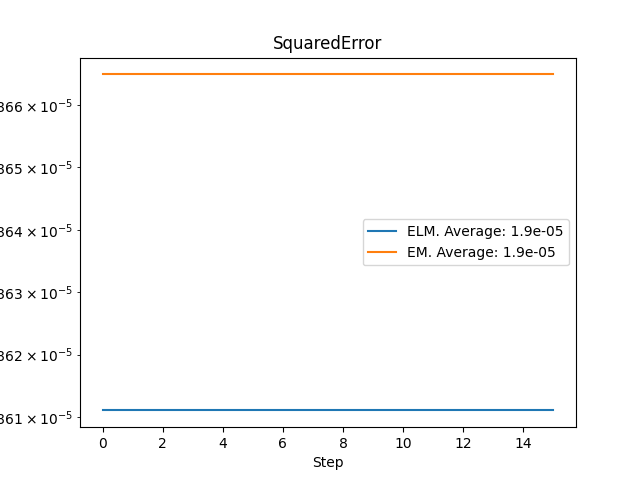 SquaredError
366 × 10⁻⁵
365 × 10⁻⁵
364 × 10⁻⁵
363 × 10⁻⁵
362 × 10⁻⁵
361 × 10⁻⁵
ELM. Average: 1.9e-05
EM. Average: 1.9e-05
0 2 4 6 8 10 12 14
Step